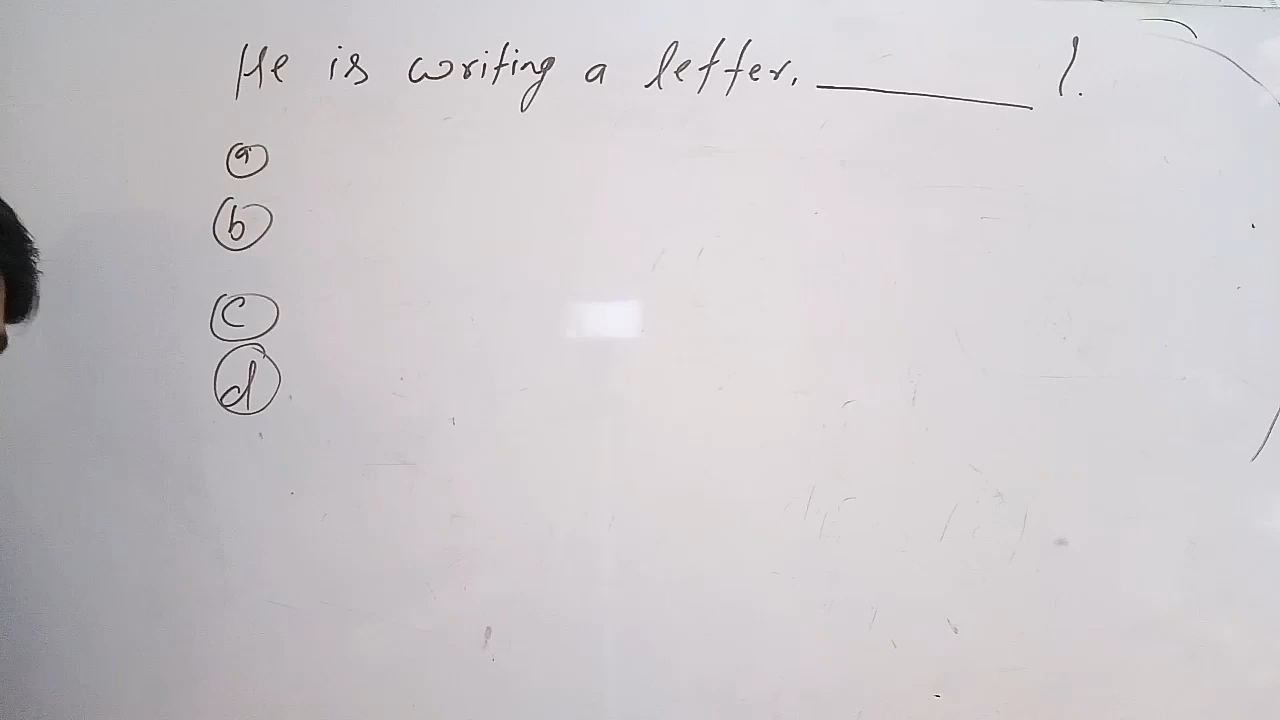 He is writing a letter, ________ ?
(a)
(b)
(c)
(d)